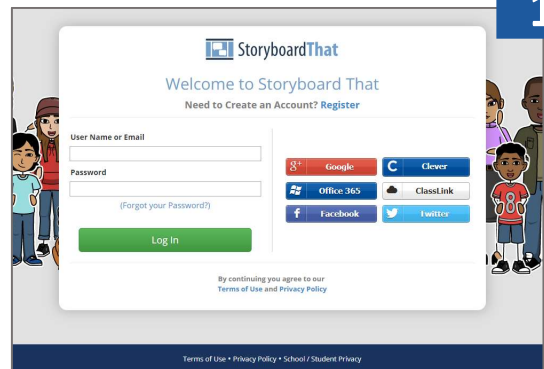 1
StoryboardThat
Welcome to Storyboard That
Need to Create an Account? Register
User Name or Email
Password
(Forgot your Password?)
Log In
g+ Google
C Clever
Office 365
ClassLink
f Facebook
Twitter
By continuing you agree to our
Terms of Use and Privacy Policy
8
Terms of Use • Privacy Policy • School / Student Privacy